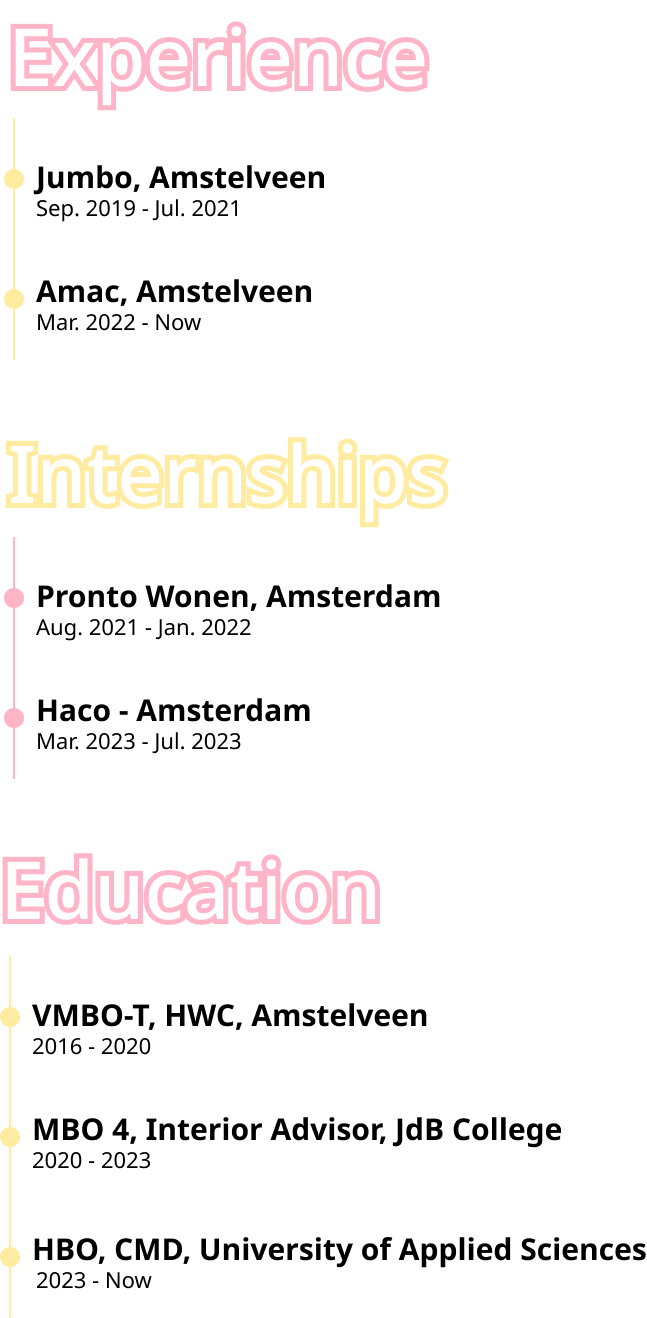 Experience
Jumbo, Amstelveen
Sep. 2019 - Jul. 2021
Amac, Amstelveen
Mar. 2022 - Now
Internships
Pronto Wonen, Amsterdam
Aug. 2021 - Jan. 2022
Haco - Amsterdam
Mar. 2023 - Jul. 2023
Education
VMBO-T, HWC, Amstelveen
2016 - 2020
MBO 4, Interior Advisor, JdB College
2020 - 2023
HBO, CMD, University of Applied Sciences
2023 - Now